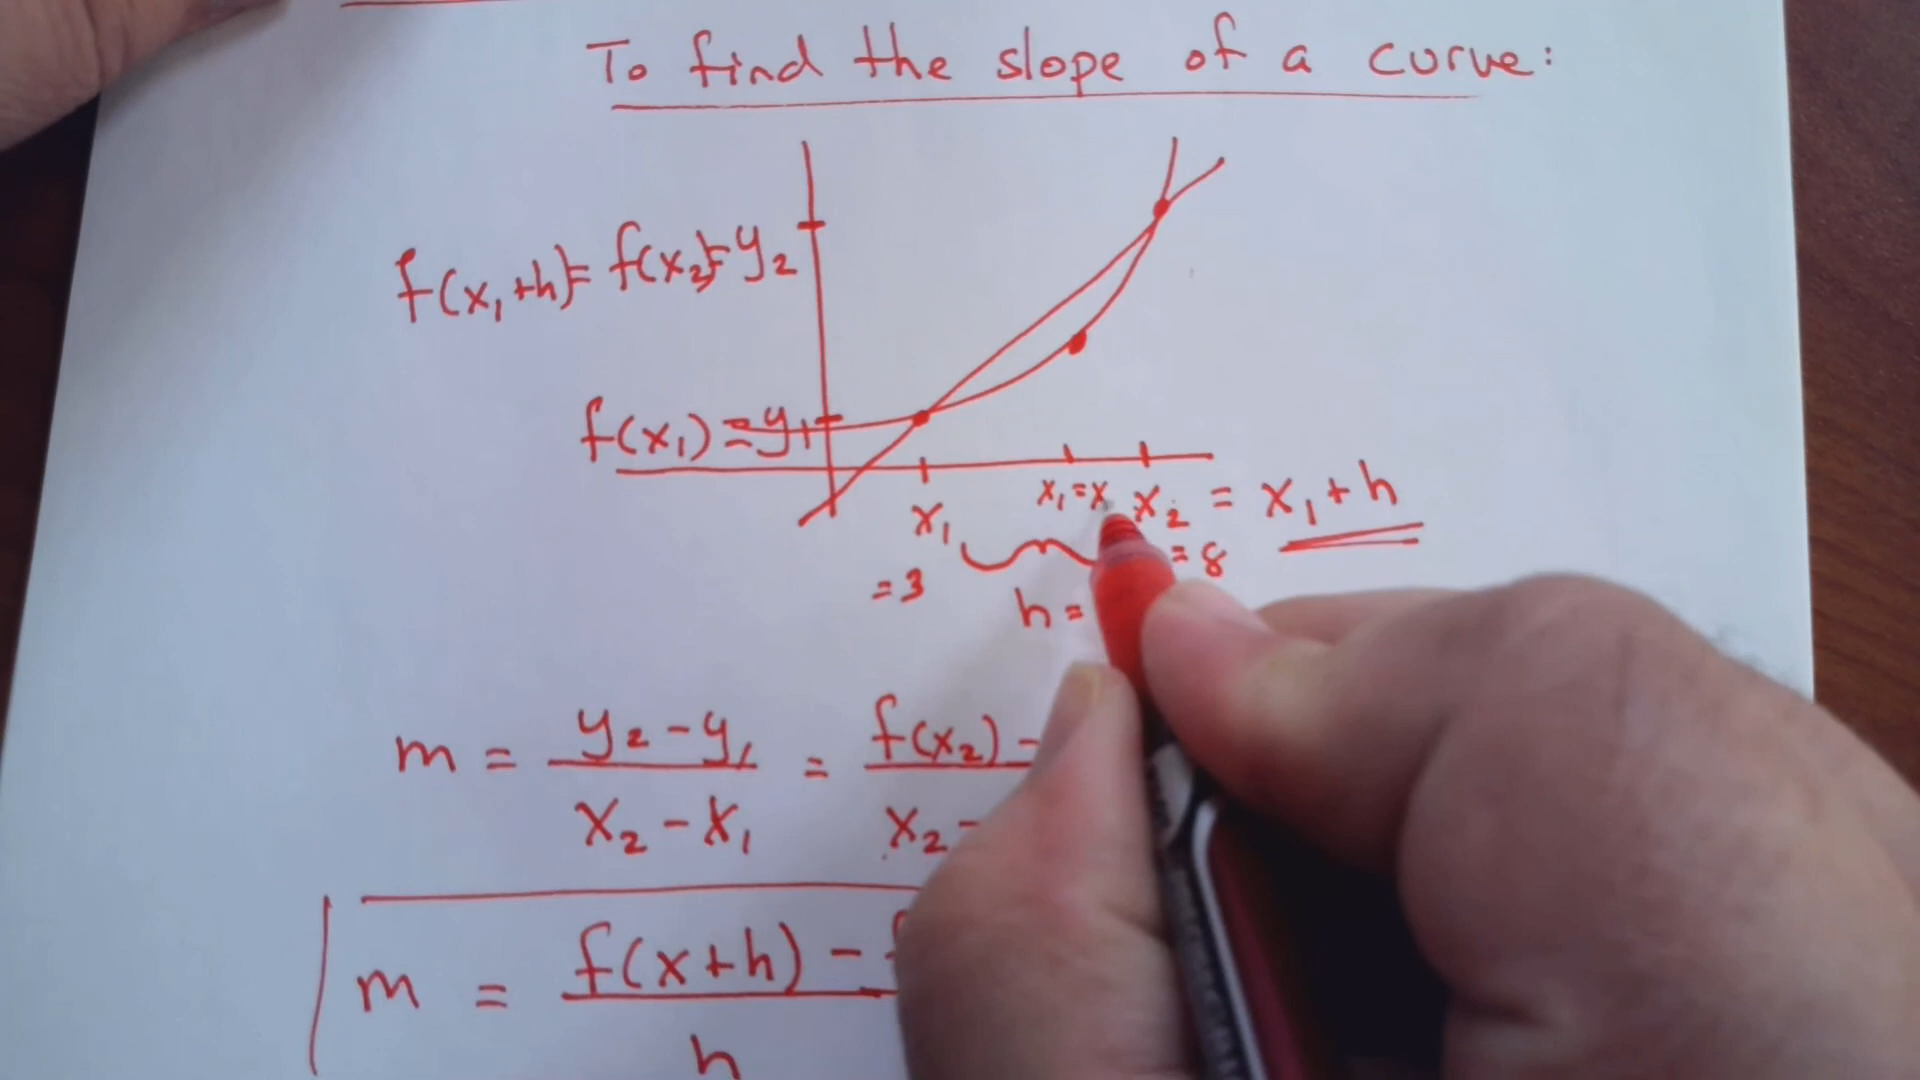 To find the slope of a curve:
f(x₁+h)= f(x₂)=y₂
f(x₁) = y₁
x₁ x₁=x x₂ = x₁+h
=3 h= =8
m = y₂-y₁ = f(x₂)-
x₂-x₁ x₂-
m = f(x+h) -
h